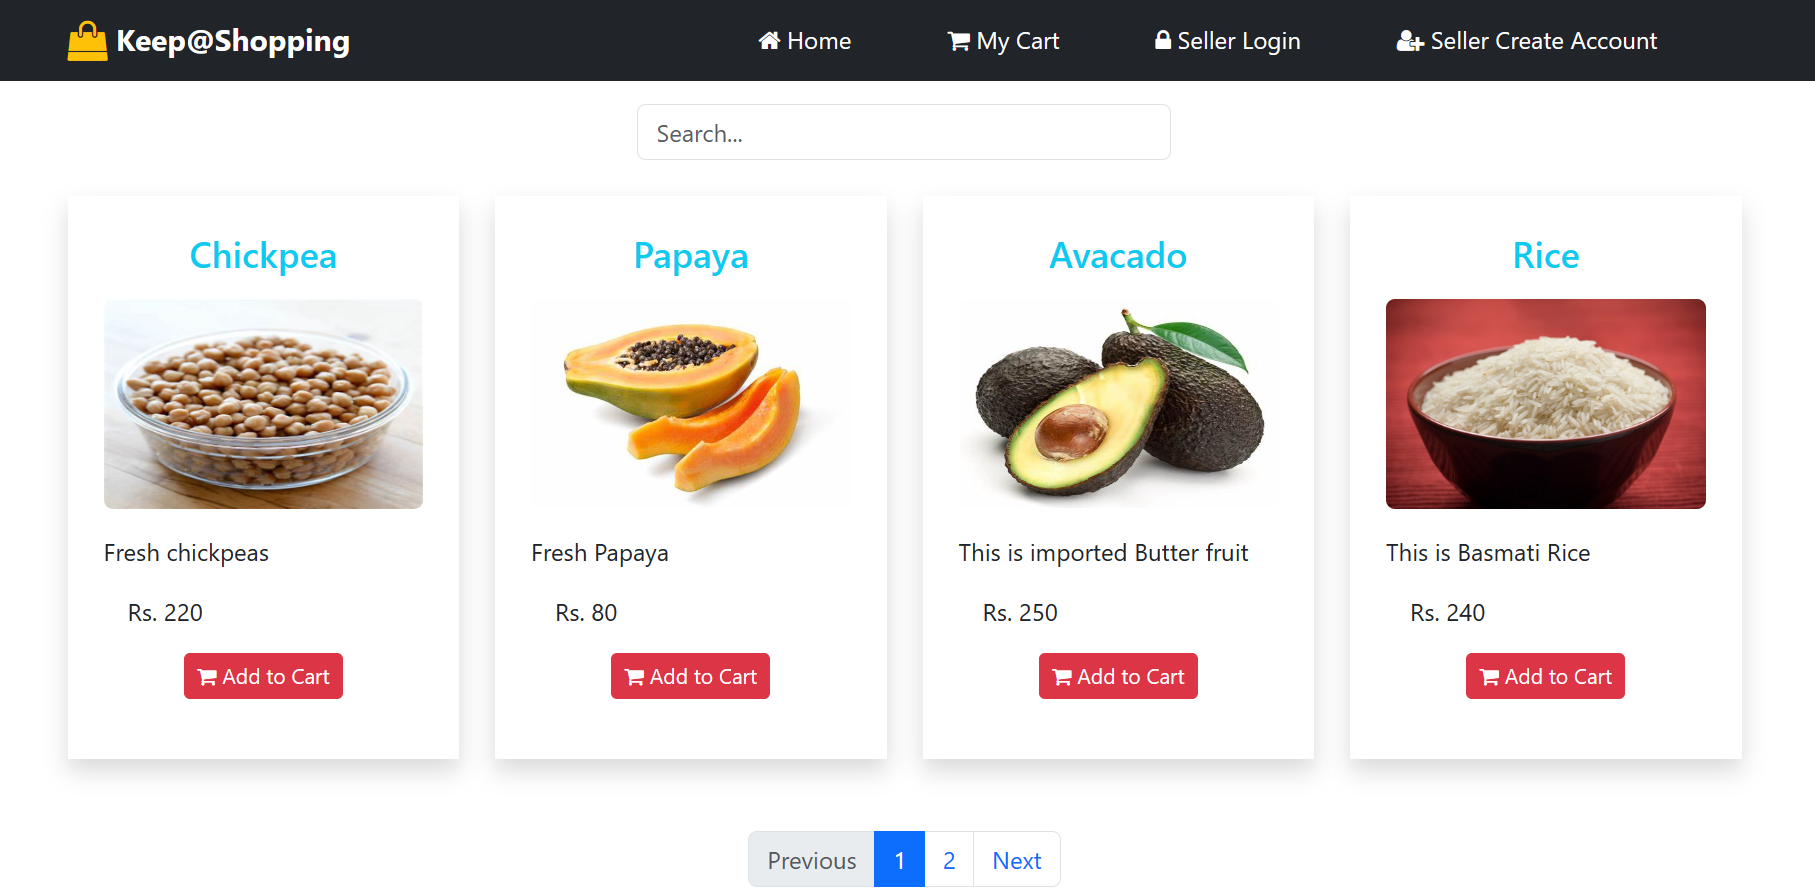 Keep@Shopping
Home
My Cart
Seller Login
Seller Create Account
Search...
Chickpea
Fresh chickpeas
Rs. 220
Add to Cart
Papaya
Fresh Papaya
Rs. 80
Add to Cart
Avacado
This is imported Butter fruit
Rs. 250
Add to Cart
Rice
This is Basmati Rice
Rs. 240
Add to Cart
Previous
1
2
Next